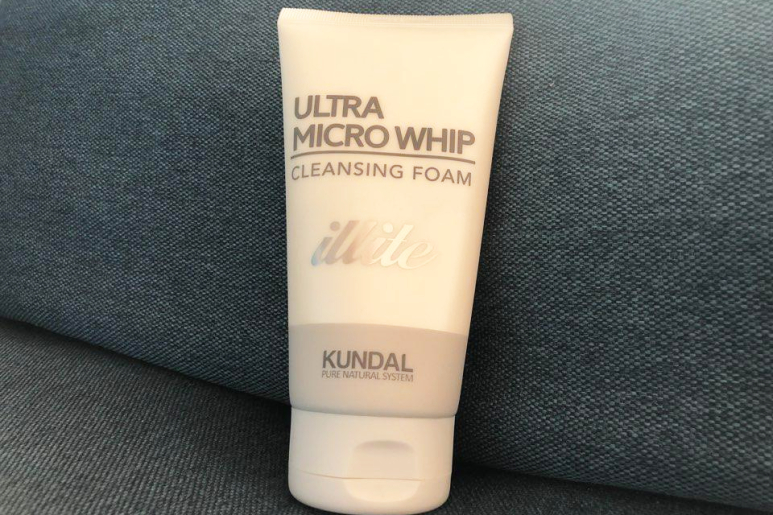 ULTRA
MICRO WHIP
CLEANSING FOAM
illite
KUNDAL
PURE NATURAL SYSTEM